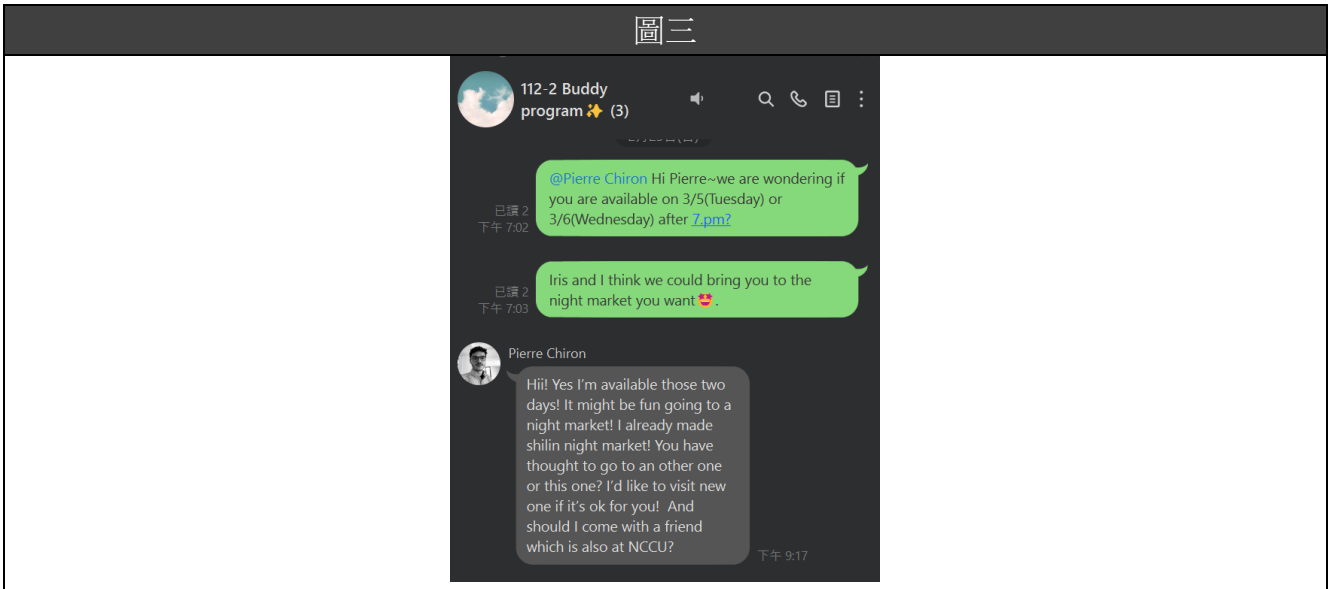 圖三
112-2 Buddy
program✨ (3)
@Pierre Chiron Hi Pierre~we are wondering if
you are available on 3/5(Tuesday) or
3/6(Wednesday) after 7.pm?
已讀 2
下午 7:02
Iris and I think we could bring you to the
night market you want🤩.
已讀 2
下午 7:03
Pierre Chiron
Hii! Yes I’m available those two
days! It might be fun going to a
night market! I already made
shilin night market! You have
thought to go to an other one
or this one? I’d like to visit new
one if it’s ok for you!  And
should I come with a friend
which is also at NCCU?
下午 9:17